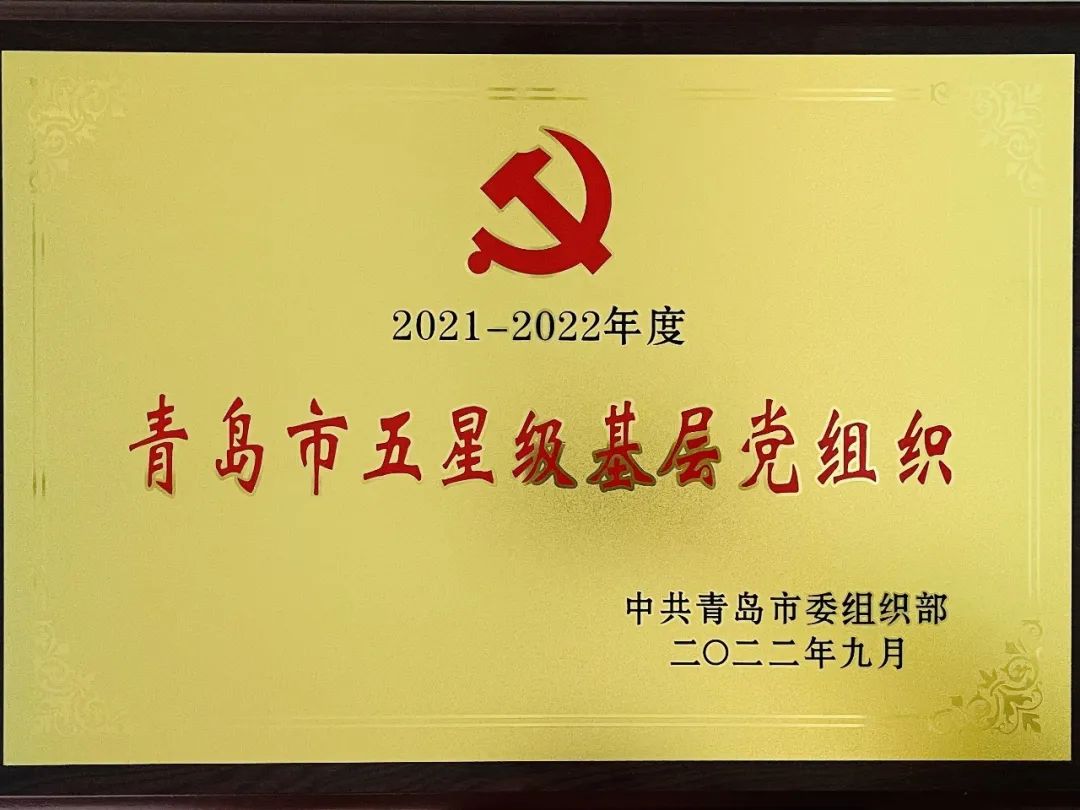 2021-2022年度
青岛市五星级基层党组织
中共青岛市委组织部
二〇二二年九月